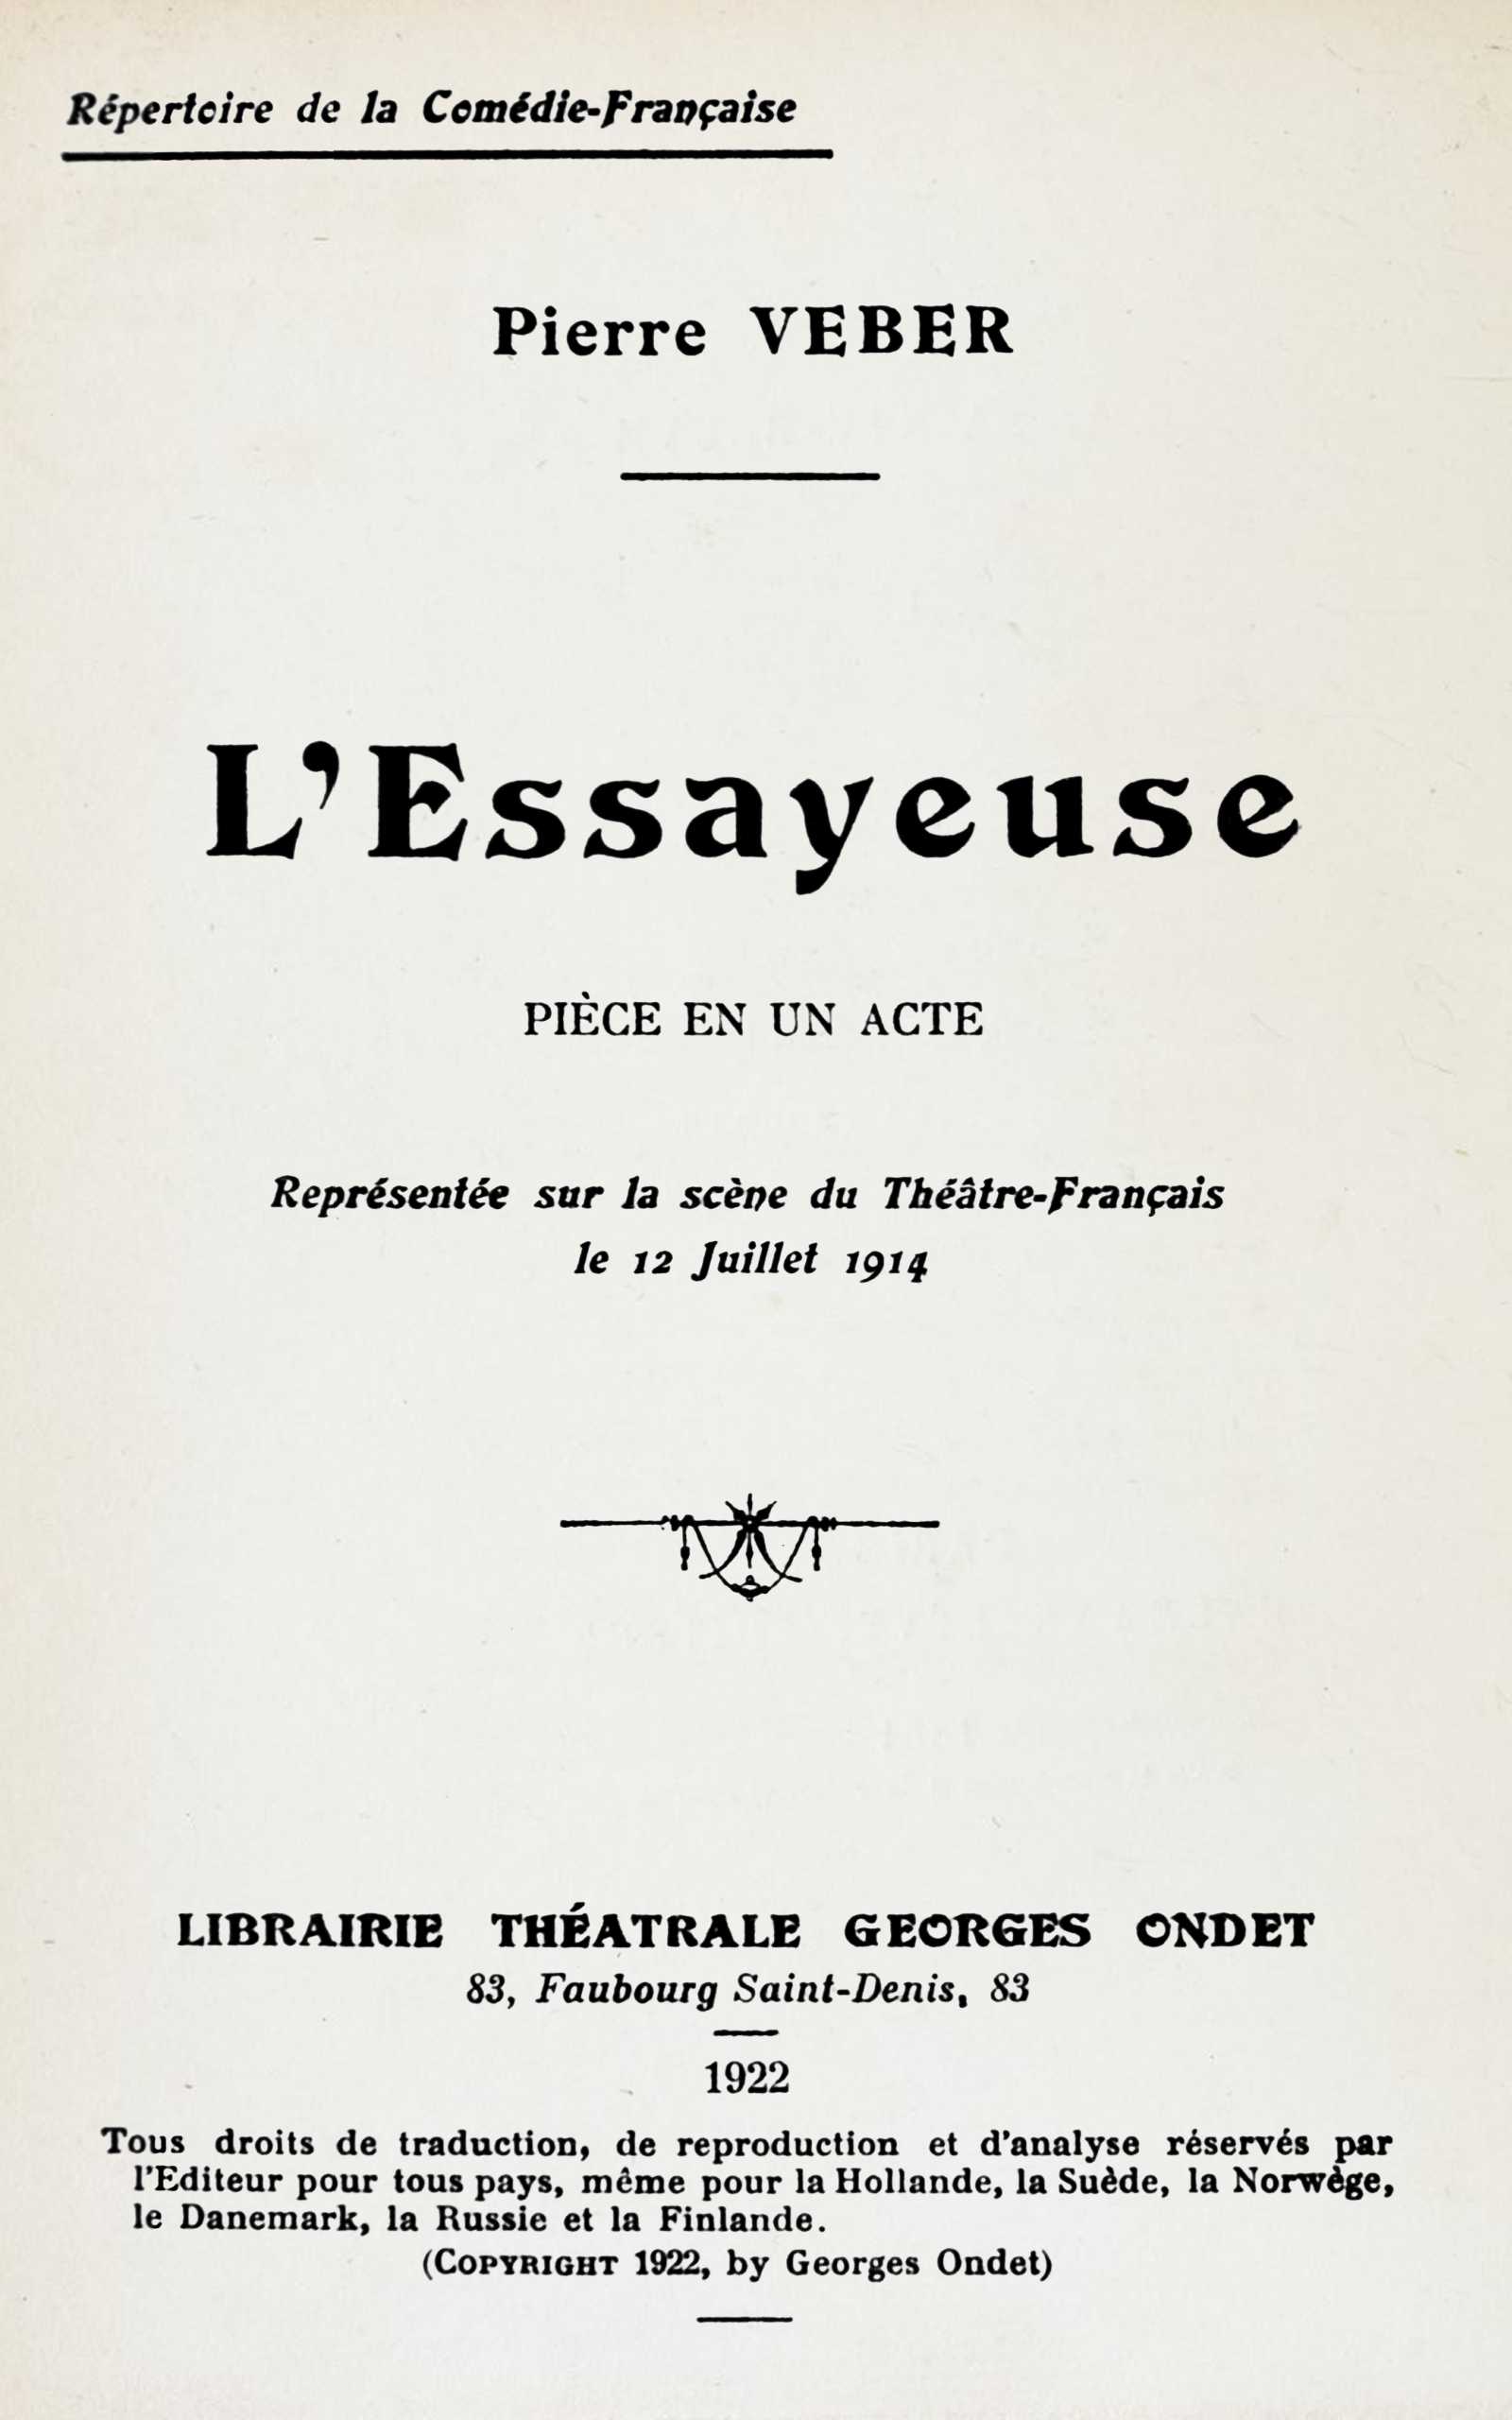 Répertoire de la Comédie-Française
Pierre VEBER
L'Essayeuse
PIÈCE EN UN ACTE
Représentée sur la scène du Théâtre-Français
le 12 Juillet 1914
LIBRAIRIE THÉATRALE GEORGES ONDET
83, Faubourg Saint-Denis, 83
1922
Tous droits de traduction, de reproduction et d'analyse réservés par
l'Editeur pour tous pays, même pour la Hollande, la Suède, la Norwège,
le Danemark, la Russie et la Finlande.
(COPYRIGHT 1922, by Georges Ondet)